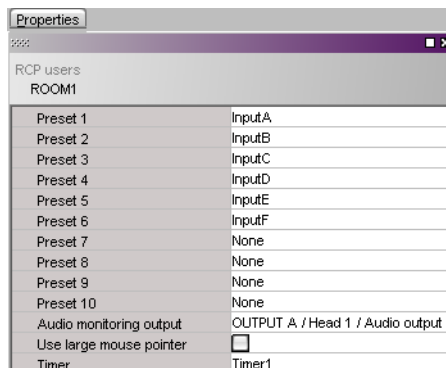 Properties
RCP users
ROOM1
Preset 1 InputA
Preset 2 InputB
Preset 3 InputC
Preset 4 InputD
Preset 5 InputE
Preset 6 InputF
Preset 7 None
Preset 8 None
Preset 9 None
Preset 10 None
Audio monitoring output OUTPUT A / Head 1 / Audio output
Use large mouse pointer
Timer Timer1